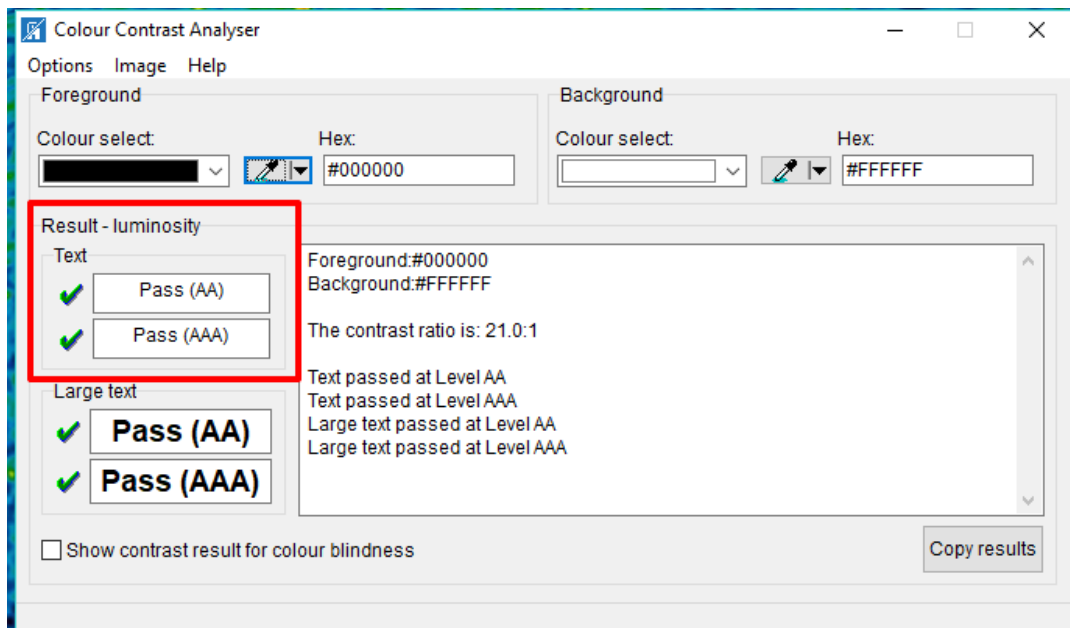 Colour Contrast Analyser
Options Image Help
Foreground
Background
Colour select:
Hex:
Colour select:
Hex:
#000000
#FFFFFF
Result - luminosity
Text
Pass (AA)
Pass (AAA)
Large text
Pass (AA)
Pass (AAA)
Foreground:#000000
Background:#FFFFFF
The contrast ratio is: 21.0:1
Text passed at Level AA
Text passed at Level AAA
Large text passed at Level AA
Large text passed at Level AAA
Show contrast result for colour blindness
Copy results